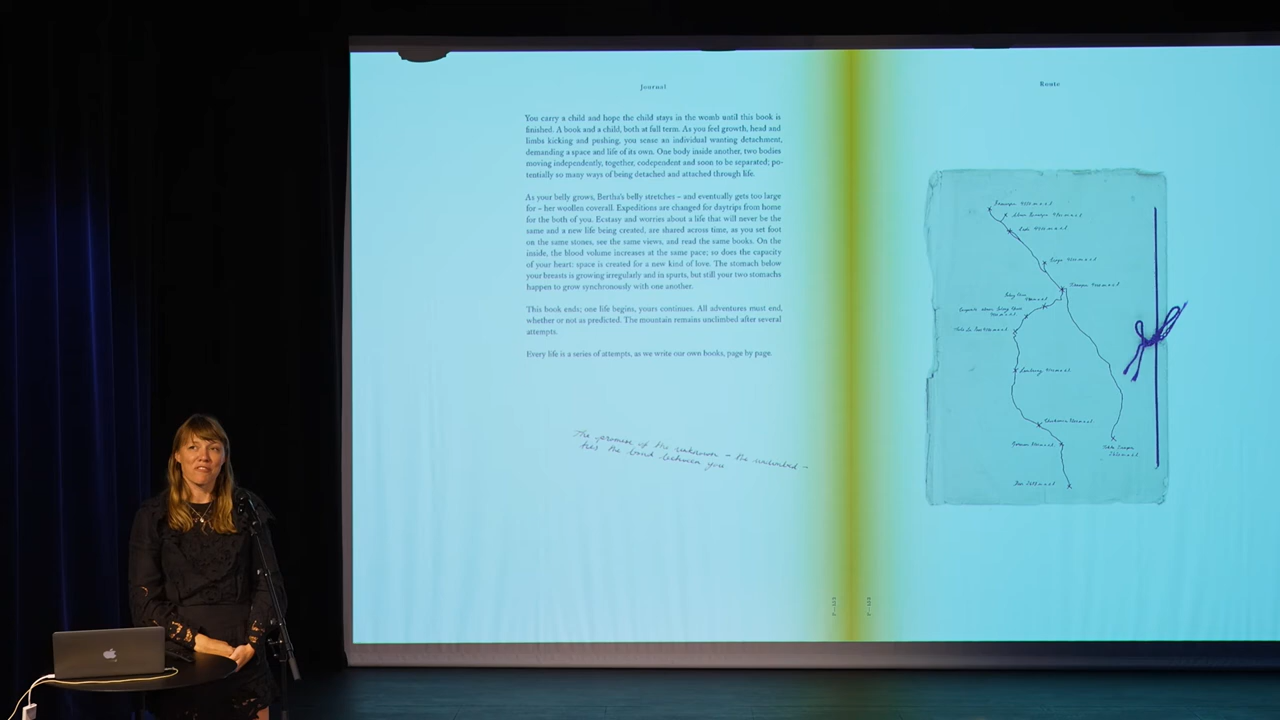 Journal
You carry a child and hope the child stays in the womb until this book is
finished. A book and a child, both at full term. As you feel growth, head and
limbs kicking and pushing, you sense an individual wanting detachment,
demanding a space and life of its own. One body inside another, two bodies
moving independently, together, codependent and soon to be separated; po-
tentially so many ways of being detached and attached through life.
As your belly grows, Bertha's belly stretches – and eventually gets too large
for – her woollen coverall. Expeditions are changed for daytrips from home
for the both of you. Ecstasy and worries about a life that will never be the
same and a new life being created, are shared across time, as you set foot
on the same stones, see the same views, and read the same books. On the
inside, the blood volume increases at the same pace; so does the capacity
of your heart: space is created for a new kind of love. The stomach below
your breasts is growing irregularly and in spurts, but still your two stomachs
happen to grow synchronously with one another.
This book ends; one life begins, yours continues. All adventures must end,
whether or not as predicted. The mountain remains unclimbed after several
attempts.
Every life is a series of attempts, as we write our own books, page by page.
The promise of the unknown – the unlimbed –
ties the bond between you
Route